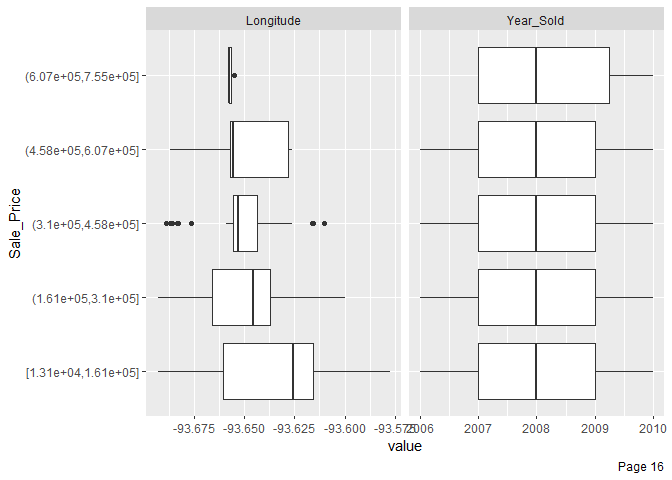 Longitude
Year_Sold
Sale_Price
(6.07e+05,7.55e+05]
(4.58e+05,6.07e+05]
(3.1e+05,4.58e+05]
(1.61e+05,3.1e+05]
[1.31e+04,1.61e+05]
-93.675 -93.650 -93.625 -93.600 -93.575
2006 2007 2008 2009 2010
value
Page 16